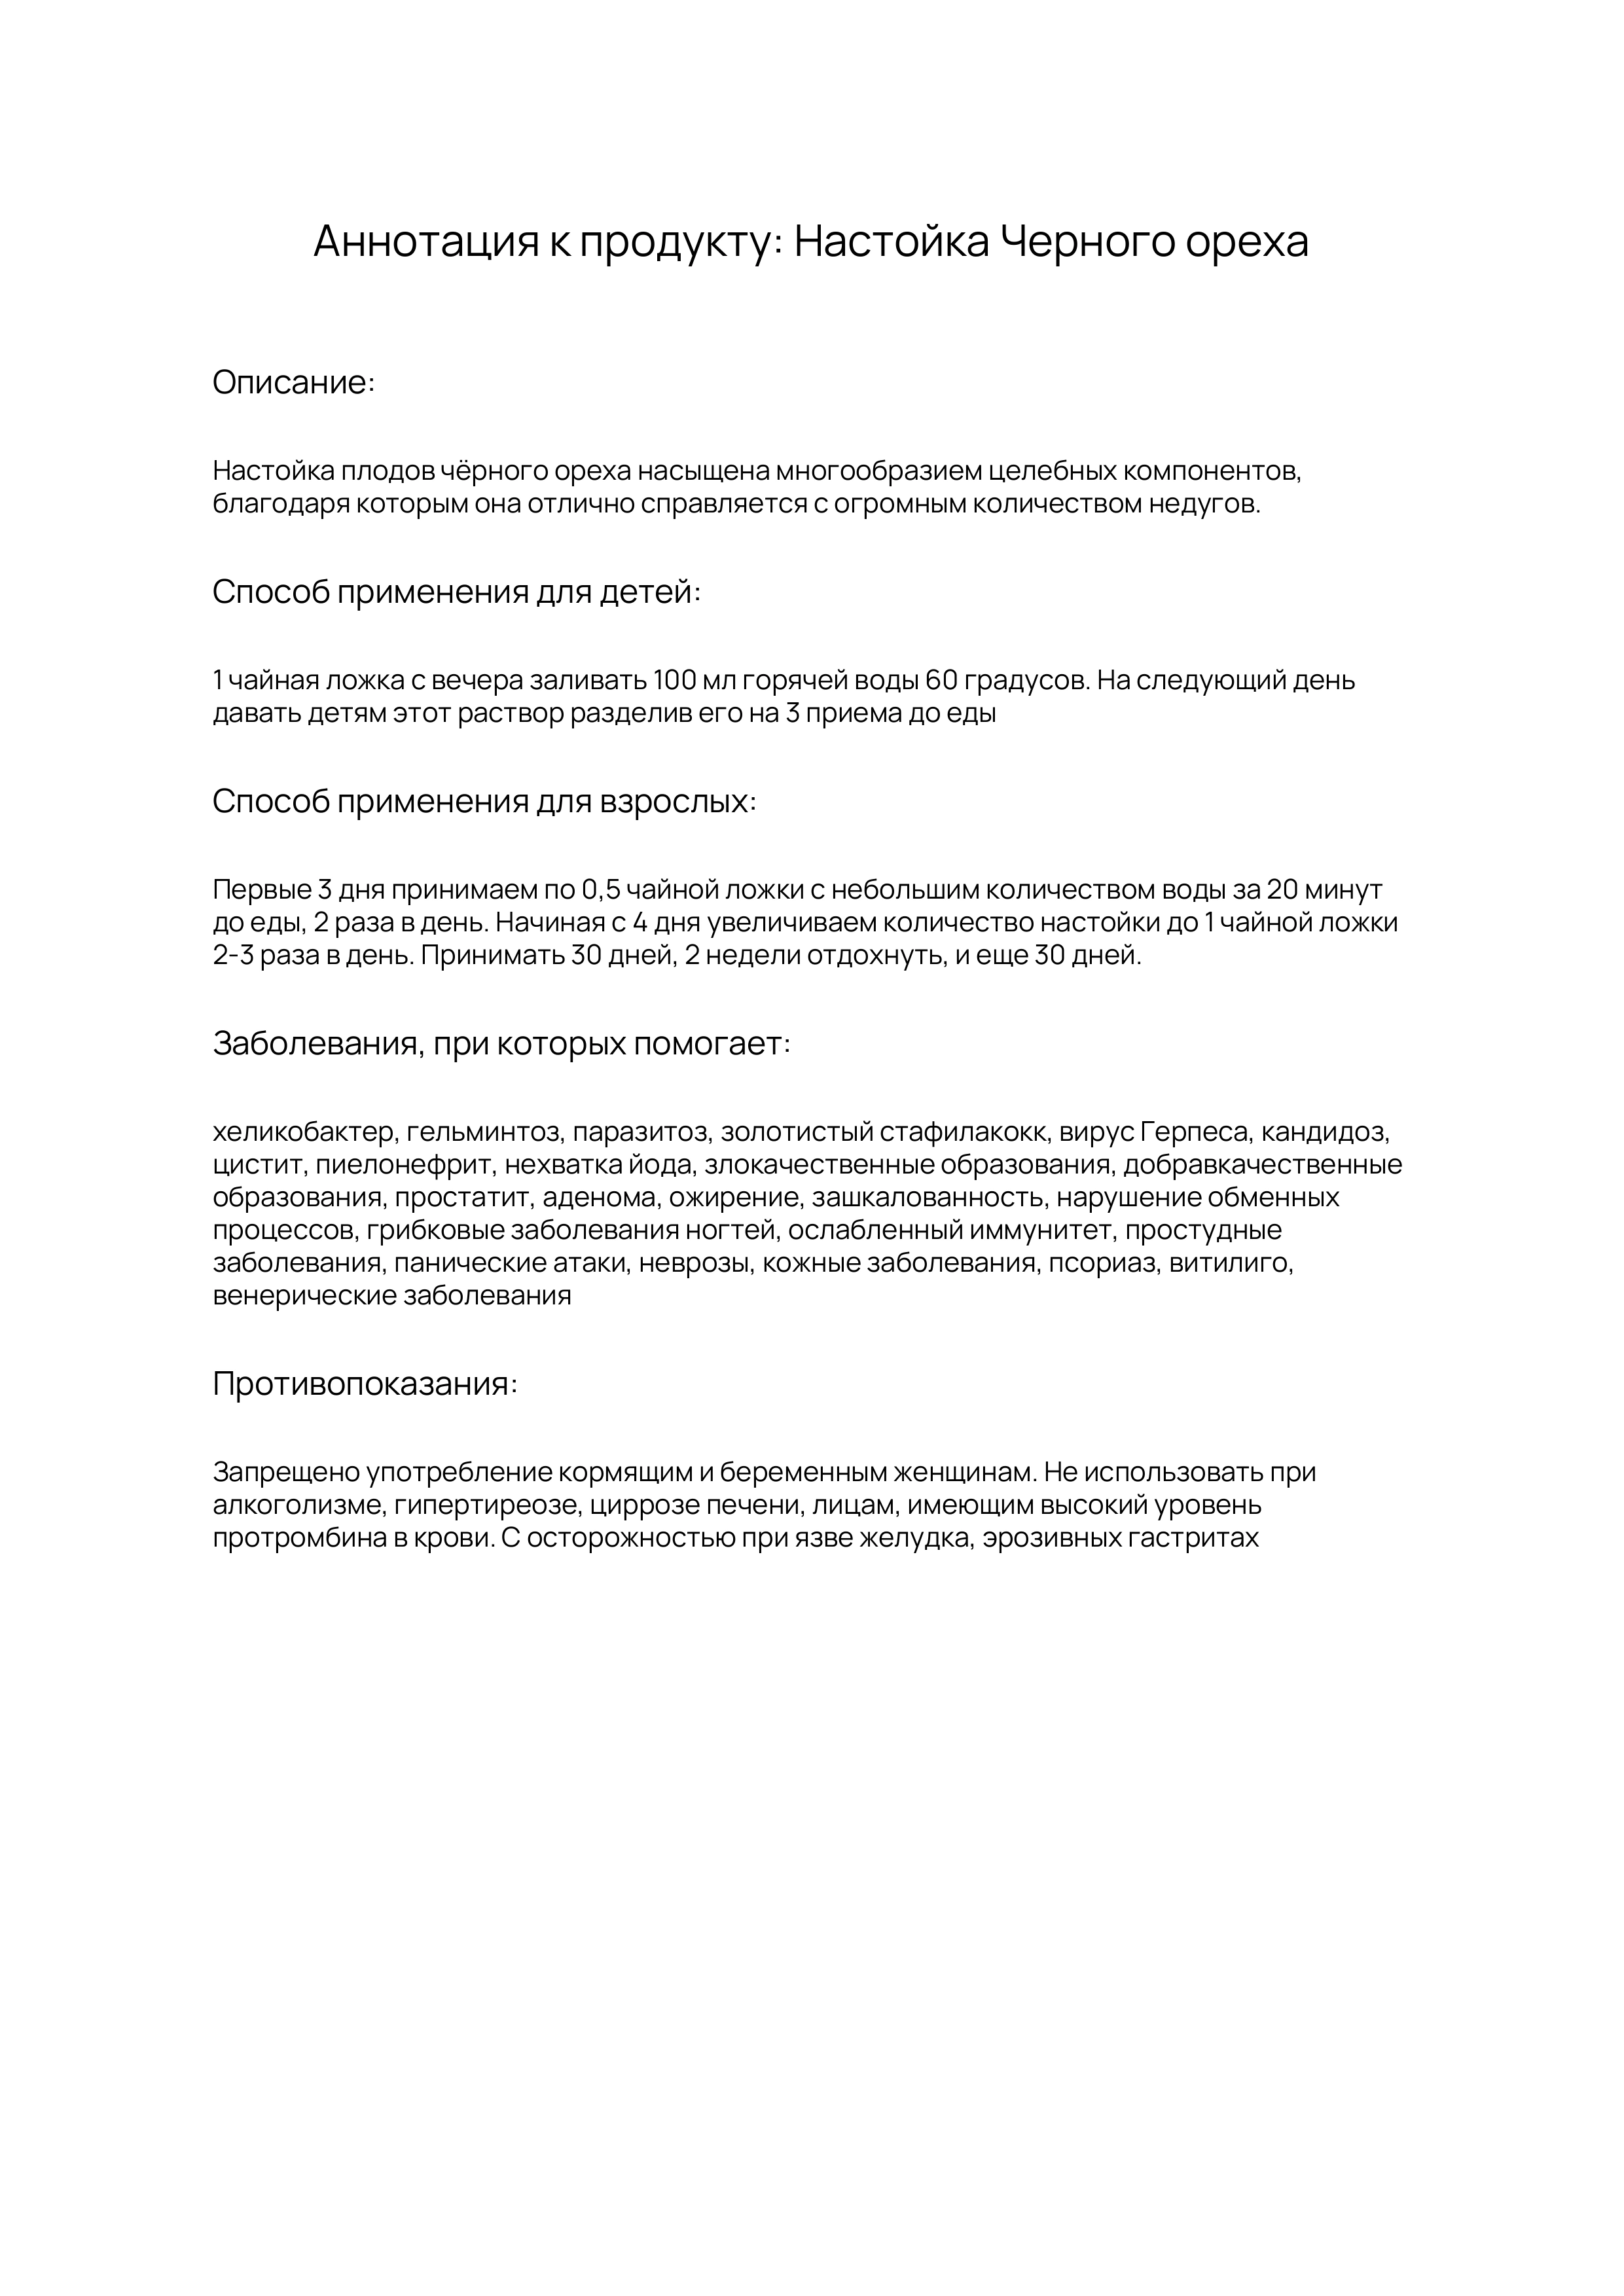 Аннотация к продукту: Настойка Черного ореха
Описание:
Настойка плодов чёрного ореха насыщена многообразием целебных компонентов,
благодаря которым она отлично справляется с огромным количеством недугов.
Способ применения для детей:
1 чайная ложка с вечера заливать 100 мл горячей воды 60 градусов. На следующий день
давать детям этот раствор разделив его на 3 приема до еды
Способ применения для взрослых:
Первые 3 дня принимаем по 0,5 чайной ложки с небольшим количеством воды за 20 минут
до еды, 2 раза в день. Начиная с 4 дня увеличиваем количество настойки до 1 чайной ложки
2-3 раза в день. Принимать 30 дней, 2 недели отдохнуть, и еще 30 дней.
Заболевания, при которых помогает:
хеликобактер, гельминтоз, паразитоз, золотистый стафилакокк, вирус Герпеса, кандидоз,
цистит, пиелонефрит, нехватка йода, злокачественные образования, добравкачественные
образования, простатит, аденома, ожирение, зашкалованность, нарушение обменных
процессов, грибковые заболевания ногтей, ослабленный иммунитет, простудные
заболевания, панические атаки, неврозы, кожные заболевания, псориаз, витилиго,
венерические заболевания
Противопоказания:
Запрещено употребление кормящим и беременным женщинам. Не использовать при
алкоголизме, гипертиреозе, циррозе печени, лицам, имеющим высокий уровень
протромбина в крови. С осторожностью при язве желудка, эрозивных гастритах